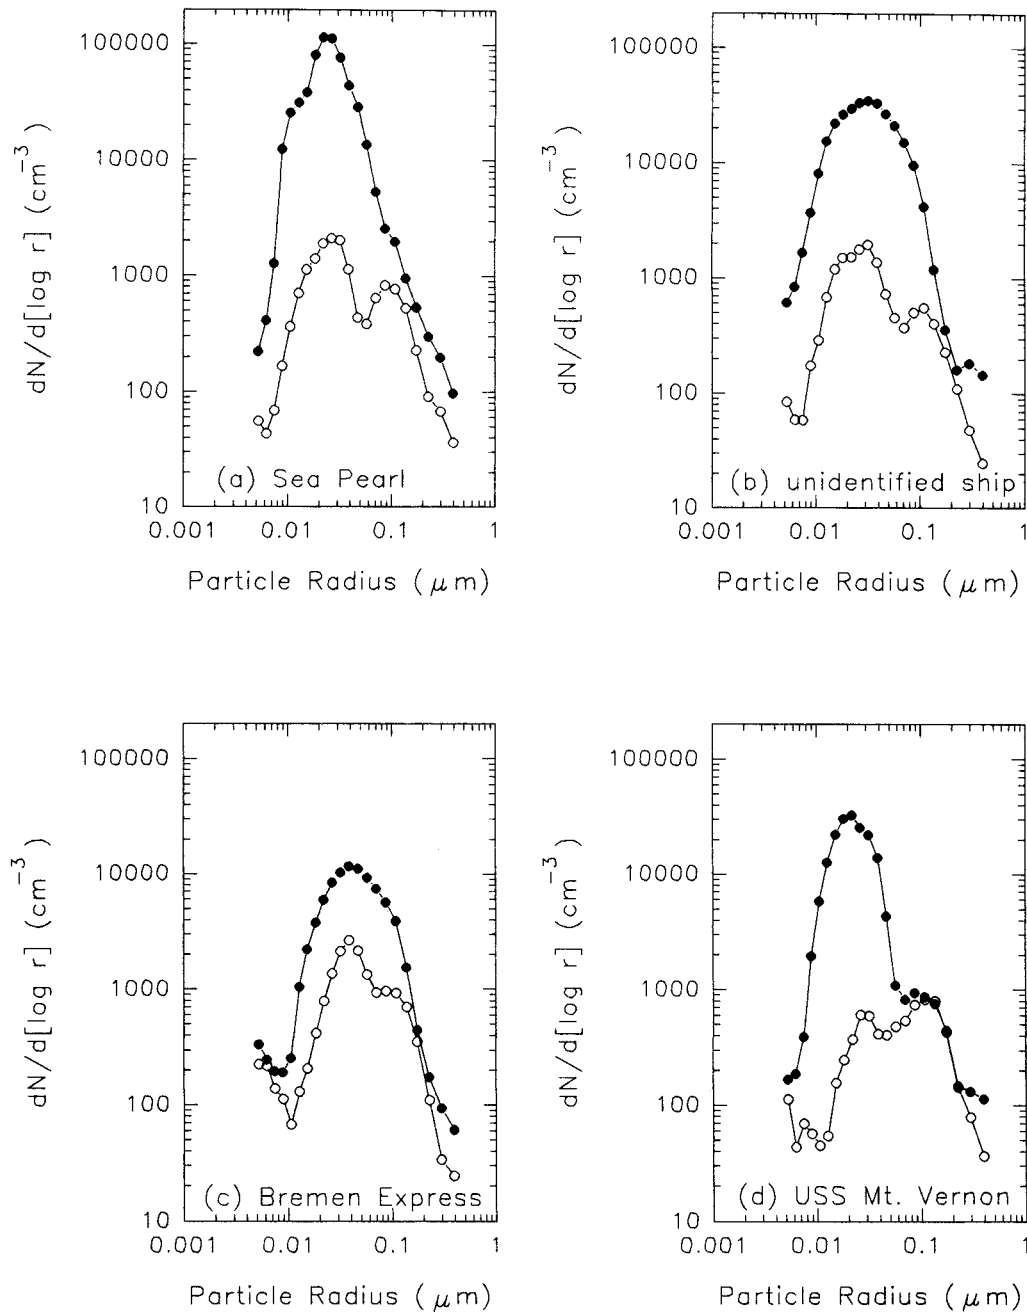 dN/d[log r] (cm⁻³)
100000
10000
1000
100
10
(a) Sea Pearl
0.001 0.01 0.1 1
Particle Radius (μm)
dN/d[log r] (cm⁻³)
100000
10000
1000
100
10
(b) unidentified ship
0.001 0.01 0.1 1
Particle Radius (μm)
dN/d[log r] (cm⁻³)
100000
10000
1000
100
10
(c) Bremen Express
0.001 0.01 0.1 1
Particle Radius (μm)
dN/d[log r] (cm⁻³)
100000
10000
1000
100
10
(d) USS Mt. Vernon
0.001 0.01 0.1 1
Particle Radius (μm)